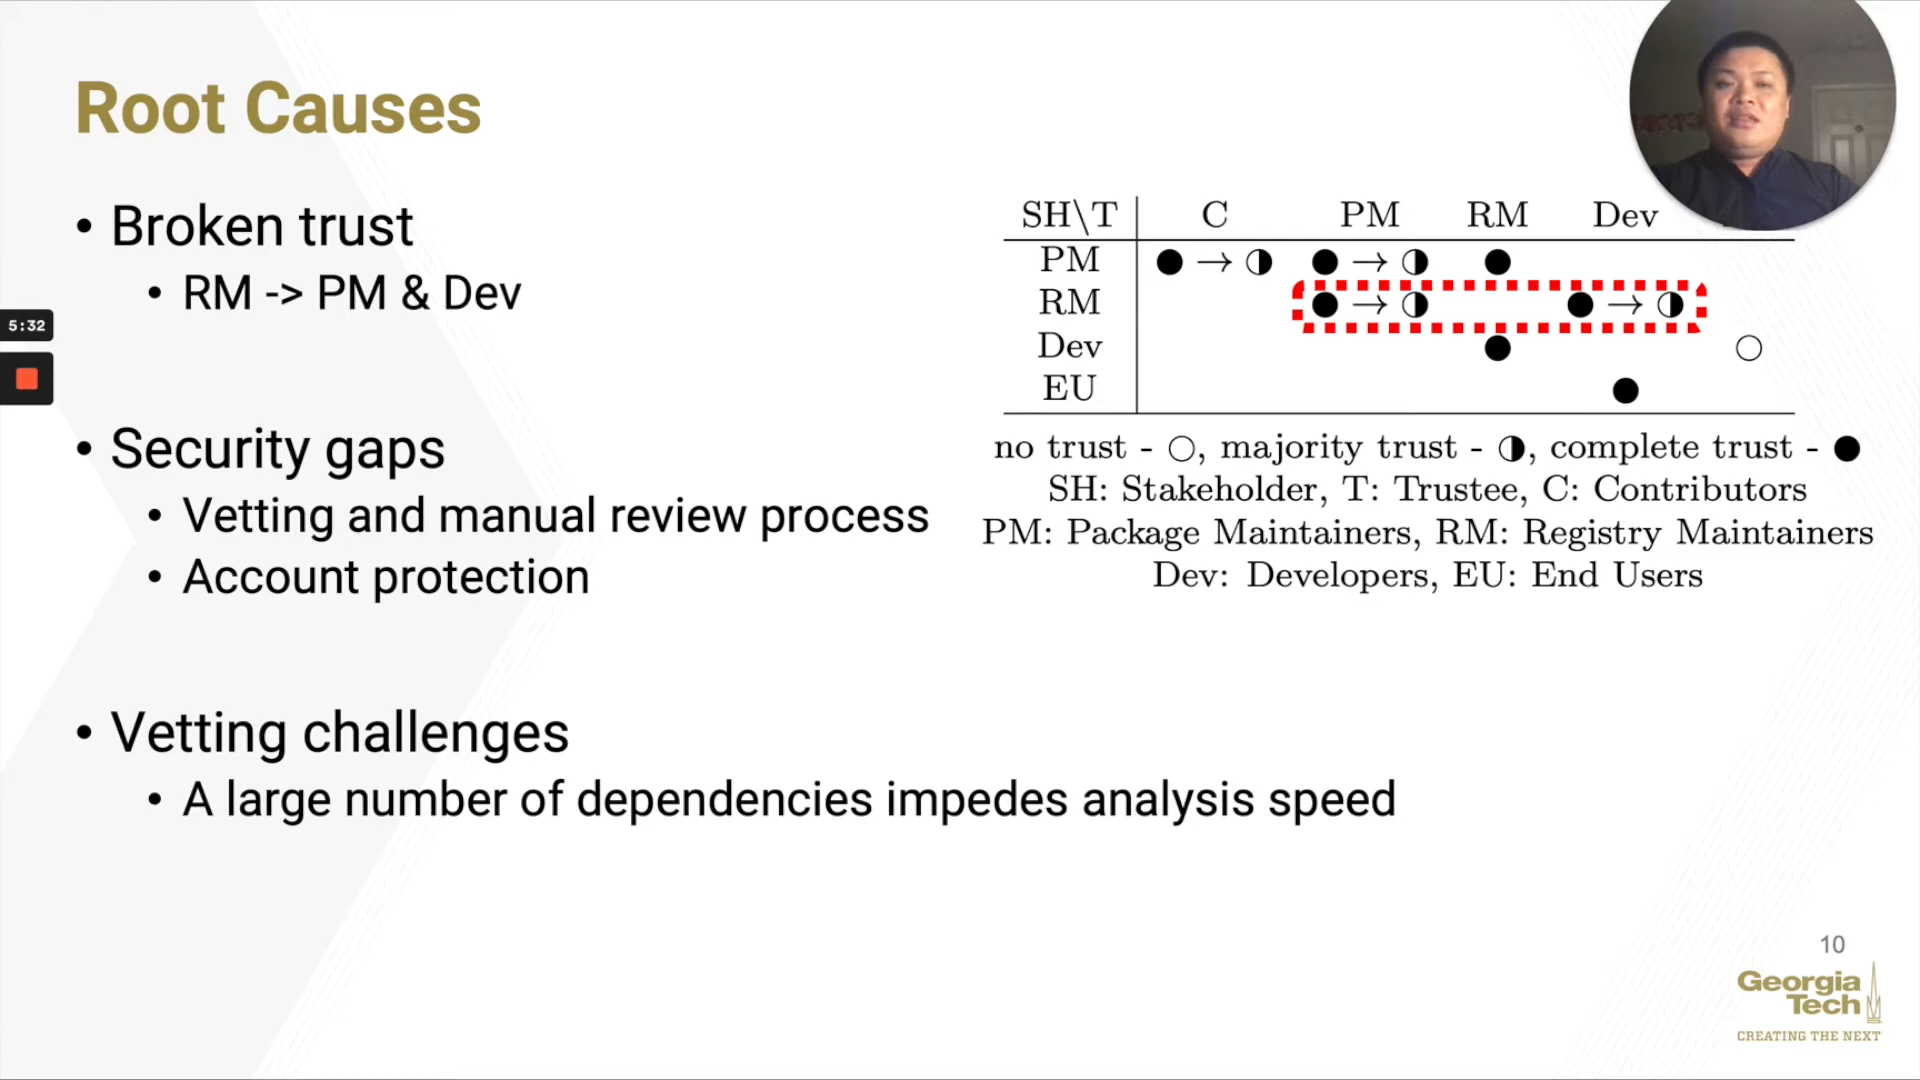 Root Causes
• Broken trust
• RM -> PM & Dev
5:32
• Security gaps
• Vetting and manual review process
• Account protection
• Vetting challenges
• A large number of dependencies impedes analysis speed
SH\T C PM RM Dev
PM ● → ◑ ● → ◑ ●
RM ● → ◑ ● → ◑
Dev ● ○
EU ●
no trust - ○, majority trust - ◑, complete trust - ●
SH: Stakeholder, T: Trustee, C: Contributors
PM: Package Maintainers, RM: Registry Maintainers
Dev: Developers, EU: End Users
10
Georgia
Tech
CREATING THE NEXT